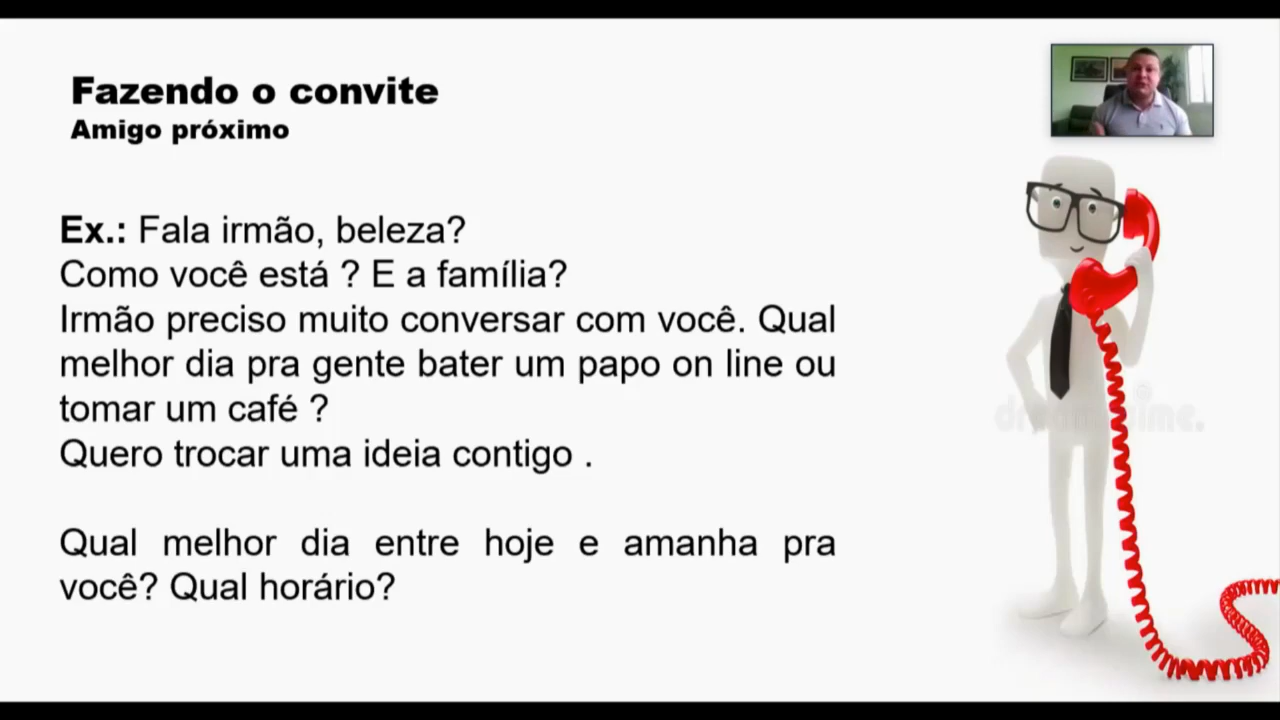 Fazendo o convite
Amigo próximo
Ex.: Fala irmão, beleza?
Como você está ? E a família?
Irmão preciso muito conversar com você. Qual
melhor dia pra gente bater um papo on line ou
tomar um café ?
Quero trocar uma ideia contigo .
Qual melhor dia entre hoje e amanha pra
você? Qual horário?